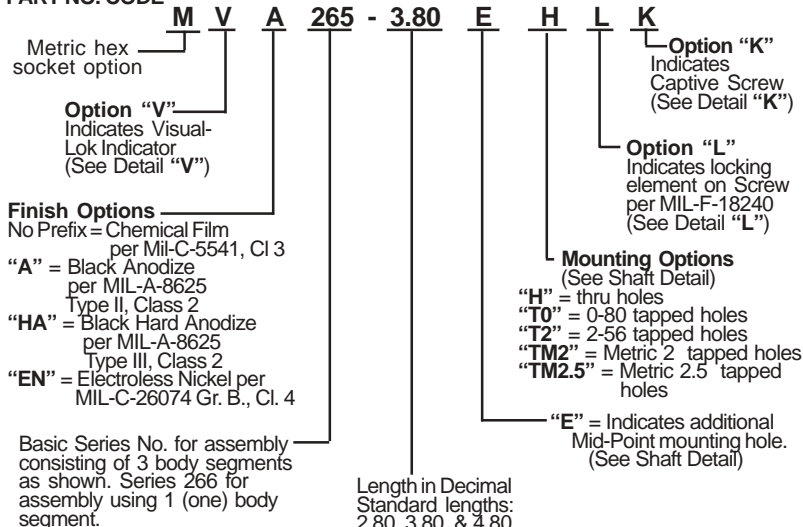 PART NO. CODE
M V A 265 - 3.80 E H L K
Metric hex
socket option
Option “K”
Indicates
Captive Screw
(See Detail “K”)
Option “V”
Indicates Visual-
Lok Indicator
(See Detail “V”)
Option “L”
Indicates locking
element on Screw
per MIL-F-18240
(See Detail “L”)
Finish Options
No Prefix = Chemical Film
per Mil-C-5541, Cl 3
“A” = Black Anodize
per MIL-A-8625
Type II, Class 2
“HA” = Black Hard Anodize
per MIL-A-8625
Type III, Class 2
“EN” = Electroless Nickel per
MIL-C-26074 Gr. B., Cl. 4
Mounting Options
(See Shaft Detail)
“H” = thru holes
“T0” = 0-80 tapped holes
“T2” = 2-56 tapped holes
“TM2” = Metric 2 tapped holes
“TM2.5” = Metric 2.5 tapped
holes
“E” = Indicates additional
Mid-Point mounting hole.
(See Shaft Detail)
Basic Series No. for assembly
consisting of 3 body segments
as shown. Series 266 for
assembly using 1 (one) body
segment.
Length in Decimal
Standard lengths:
2.80, 3.80, & 4.80